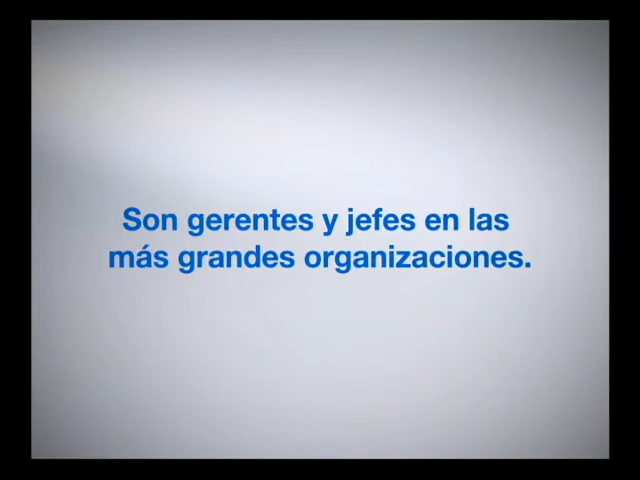 Son gerentes y jefes en las
más grandes organizaciones.